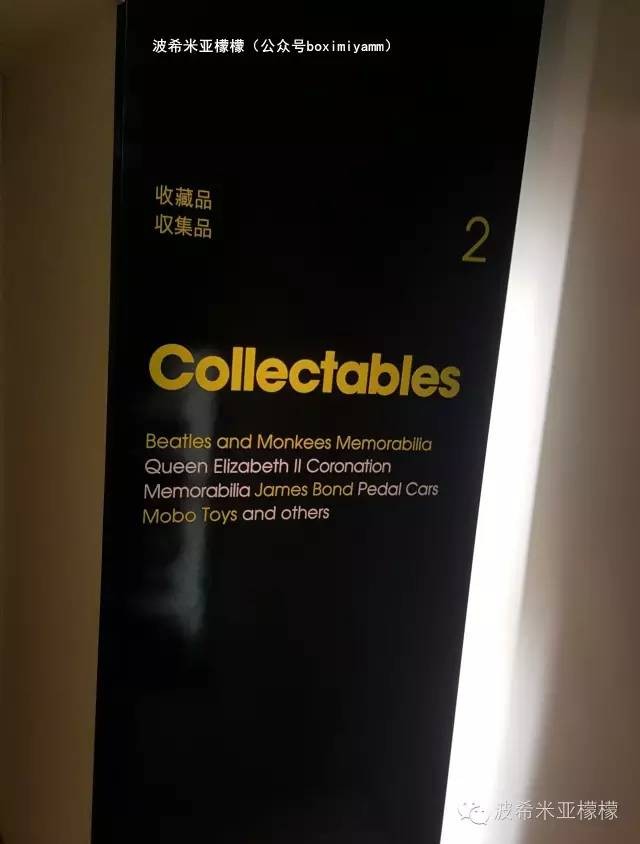 波希米亚檬檬（公众号boximiyamm）
收藏品
収集品
2
Collectables
Beatles and Monkees Memorabilia
Queen Elizabeth II Coronation
Memorabilia James Bond Pedal Cars
Mobo Toys and others
波希米亚檬檬